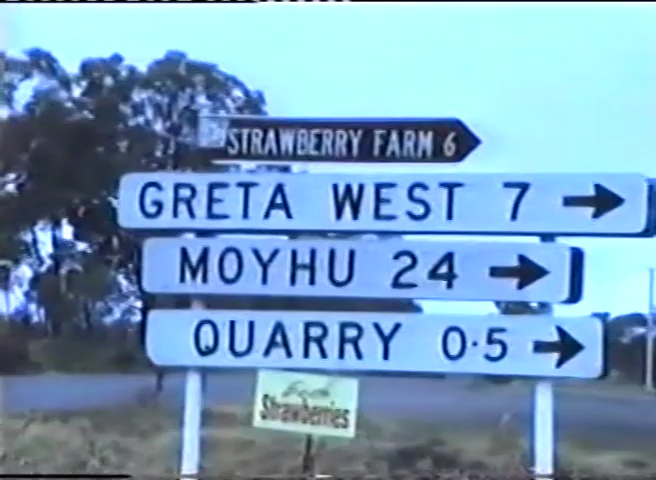 STRAWBERRY FARM 6
GRETA WEST 7 →
MOYHU 24 →
QUARRY 0·5 →
Strawberries